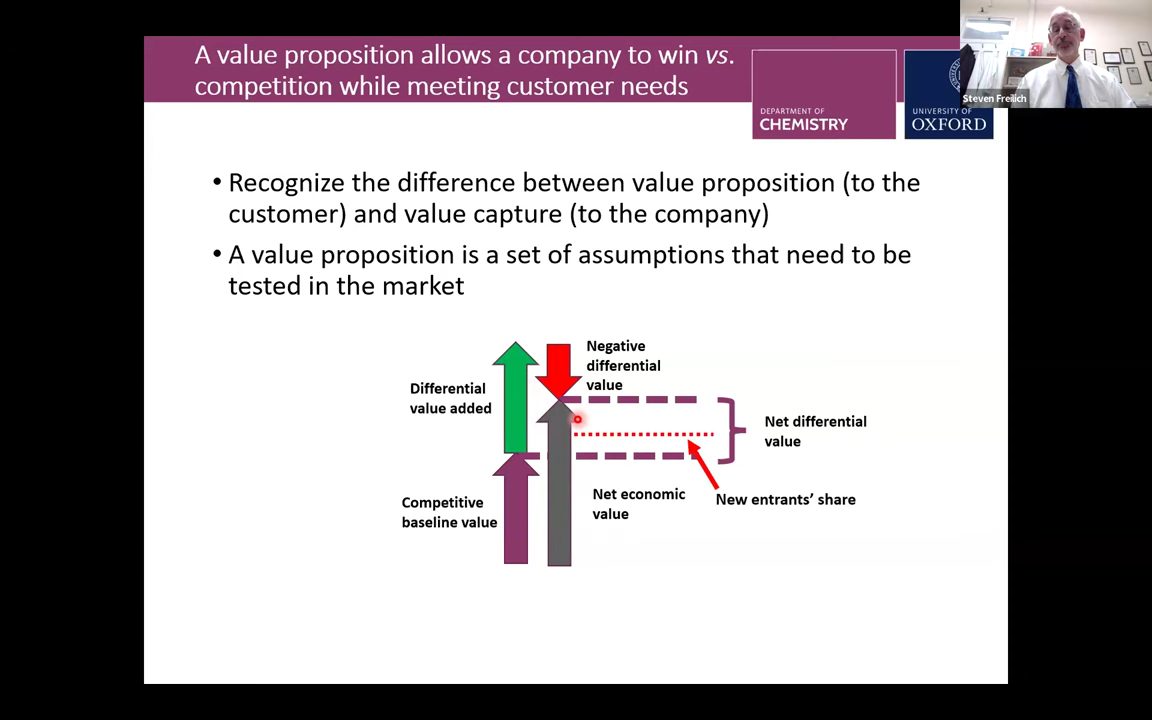 A value proposition allows a company to win vs.
competition while meeting customer needs
DEPARTMENT OF
CHEMISTRY
UNIVERSITY OF
OXFORD
Steven Freilich
• Recognize the difference between value proposition (to the
customer) and value capture (to the company)
• A value proposition is a set of assumptions that need to be
tested in the market
Negative
differential
value
Differential
value added
Net differential
value
Competitive
baseline value
Net economic
value
New entrants’ share